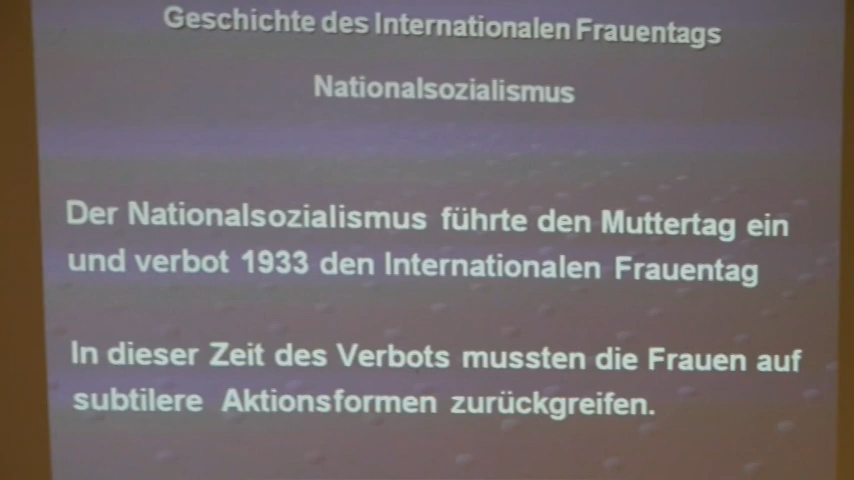 Geschichte des Internationalen Frauentags
Nationalsozialismus
Der Nationalsozialismus führte den Muttertag ein
und verbot 1933 den Internationalen Frauentag
In dieser Zeit des Verbots mussten die Frauen auf
subtilere Aktionsformen zurückgreifen.